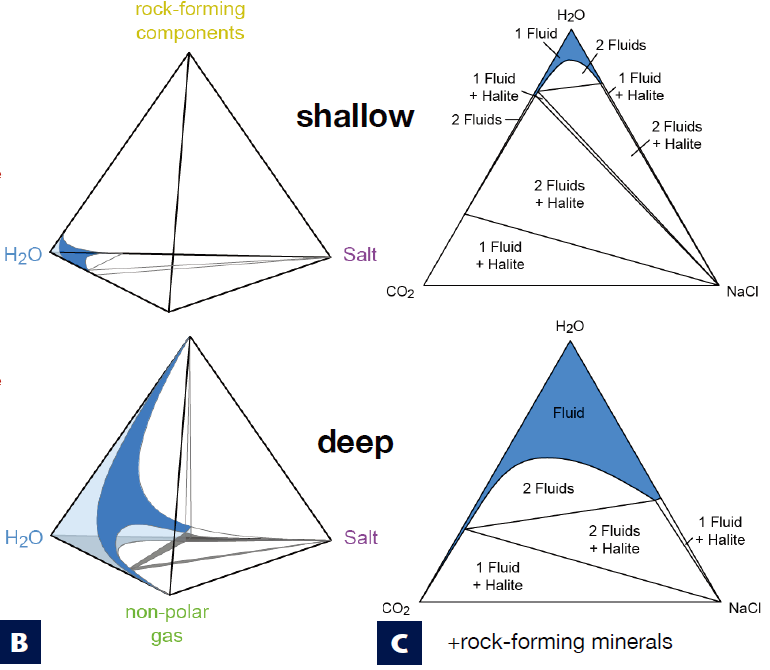 rock-forming
components
H2O
Salt
shallow
H2O
1 Fluid
2 Fluids
1 Fluid
+ Halite
1 Fluid
+ Halite
2 Fluids
2 Fluids
+ Halite
2 Fluids
+ Halite
1 Fluid
+ Halite
CO2
NaCl
deep
H2O
Salt
non-polar
gas
B
H2O
Fluid
2 Fluids
2 Fluids
+ Halite
1 Fluid
+ Halite
1 Fluid
+ Halite
CO2
NaCl
C
+rock-forming minerals